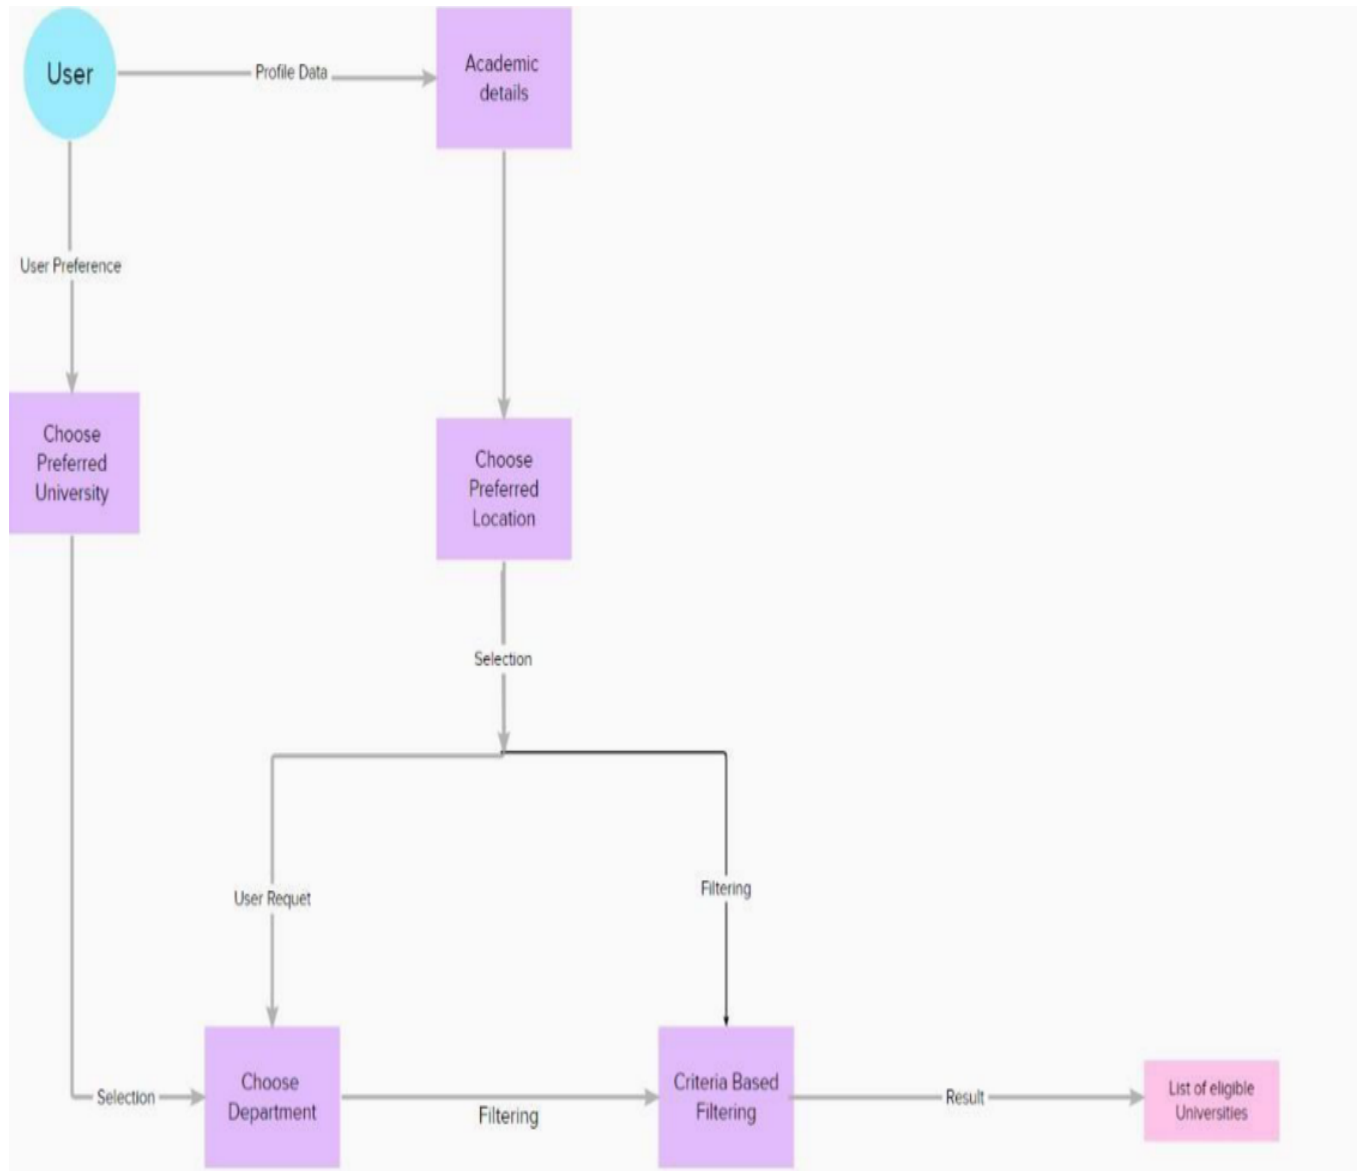 User
Profile Data
Academic
details
User Preference
Choose
Preferred
University
Choose
Preferred
Location
Selection
User Requet
Filtering
Selection
Choose
Department
Filtering
Criteria Based
Filtering
Result
List of eligible
Universities